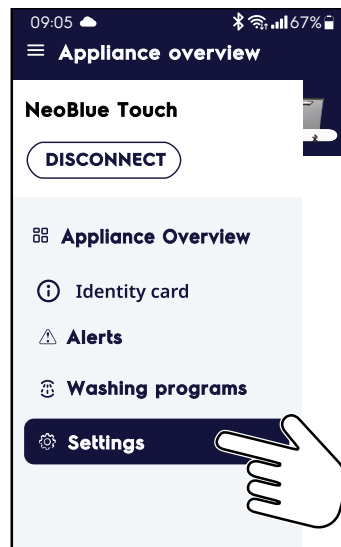 09:05 67%
Appliance overview
NeoBlue Touch
DISCONNECT
Appliance Overview
Identity card
Alerts
Washing programs
Settings